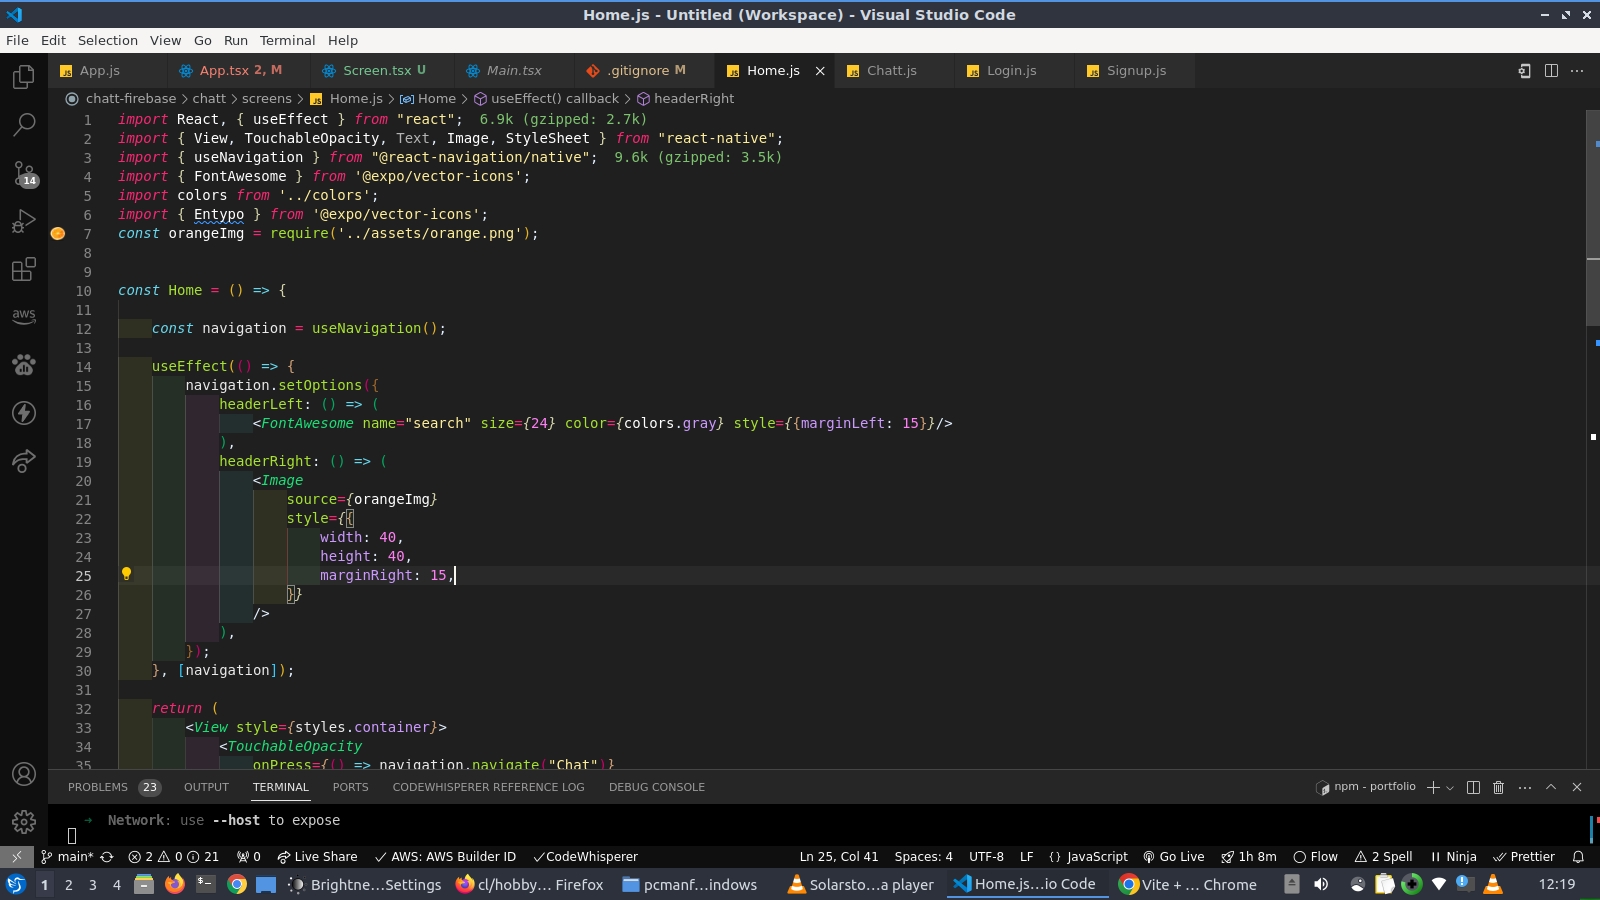 Home.js - Untitled (Workspace) - Visual Studio Code
File Edit Selection View Go Run Terminal Help
App.js App.tsx 2, M Screen.tsx U Main.tsx .gitignore M Home.js Chatt.js Login.js Signup.js
chatt-firebase > chatt > screens > Home.js > Home > useEffect() callback > headerRight
1 import React, { useEffect } from "react"; 6.9k (gzipped: 2.7k)
2 import { View, TouchableOpacity, Text, Image, StyleSheet } from "react-native";
3 import { useNavigation } from "@react-navigation/native"; 9.6k (gzipped: 3.5k)
4 import { FontAwesome } from '@expo/vector-icons';
5 import colors from '../colors';
6 import { Entypo } from '@expo/vector-icons';
7 const orangeImg = require('../assets/orange.png');
8
9
10 const Home = () => {
11
12 const navigation = useNavigation();
13
14 useEffect(() => {
15 navigation.setOptions({
16 headerLeft: () => (
17 <FontAwesome name="search" size={24} color={colors.gray} style={{marginLeft: 15}}/>
18 ),
19 headerRight: () => (
20 <Image
21 source={orangeImg}
22 style={{
23 width: 40,
24 height: 40,
25 marginRight: 15,
26 }}
27 />
28 ),
29 });
30 }, [navigation]);
31
32 return (
33 <View style={styles.container}>
34 <TouchableOpacity
35 onPress={() => navigation.navigate("Chat")}
14
aws
PROBLEMS 23 OUTPUT TERMINAL PORTS CODEWHISPERER REFERENCE LOG DEBUG CONSOLE npm - portfolio
→ Network: use --host to expose
main* 2 0 21 0 Live Share AWS: AWS Builder ID CodeWhisperer Ln 25, Col 41 Spaces: 4 UTF-8 LF {} JavaScript Go Live 1h 8m Flow 2 Spell Ninja Prettier
1 2 3 4 Brightne...Settings cl/hobby... Firefox pcmanf...indows Solarsto...a player Home.js...io Code Vite + ... Chrome 12:19